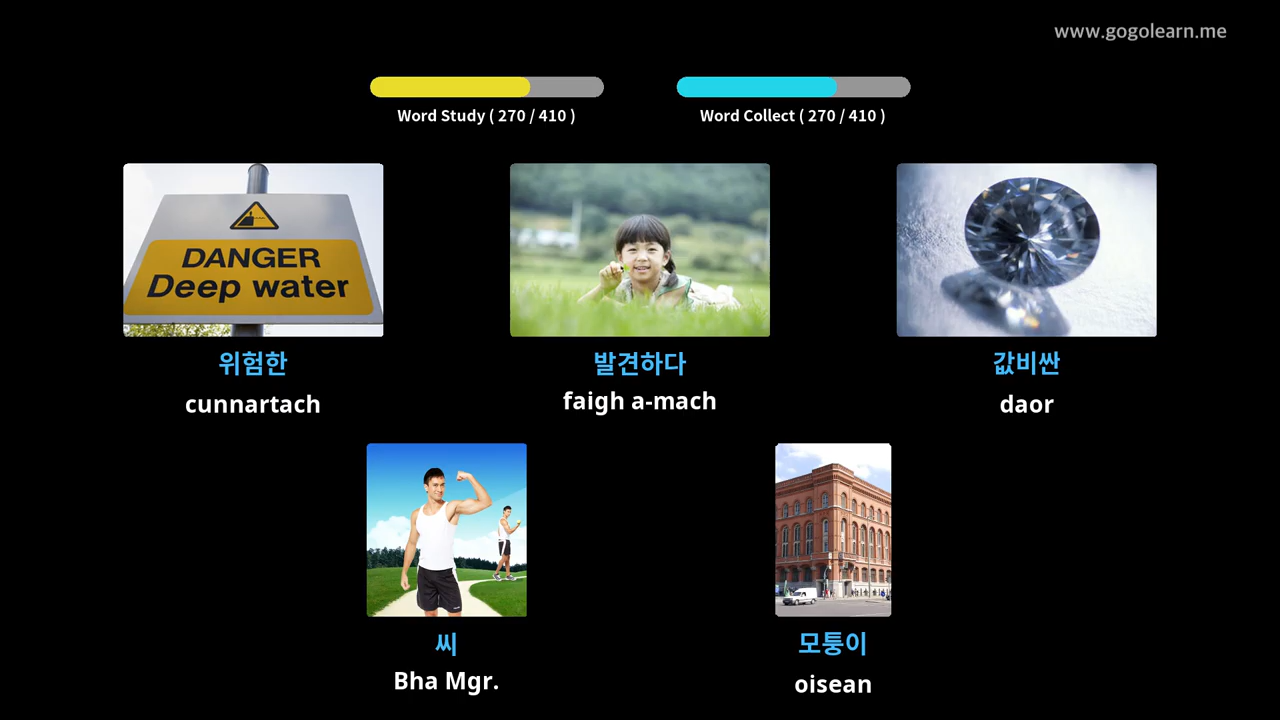 www.gogolearn.me
Word Study ( 270 / 410 )
Word Collect ( 270 / 410 )
DANGER
Deep water
위험한
cunnartach
발견하다
faigh a-mach
값비싼
daor
씨
Bha Mgr.
모퉁이
oisean